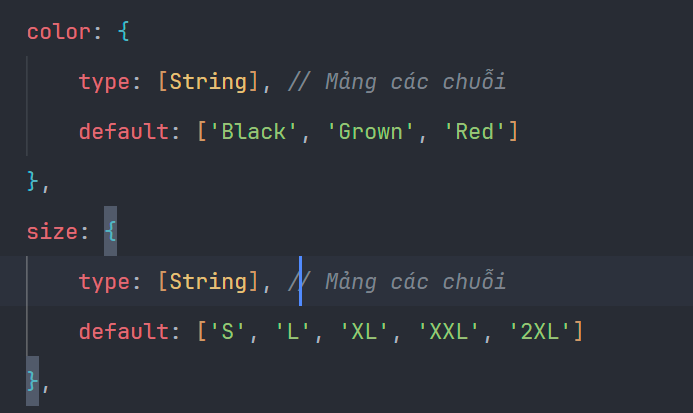 color: {
type: [String], // Mảng các chuỗi
default: ['Black', 'Grown', 'Red']
},
size: {
type: [String], // Mảng các chuỗi
default: ['S', 'L', 'XL', 'XXL', '2XL']
},